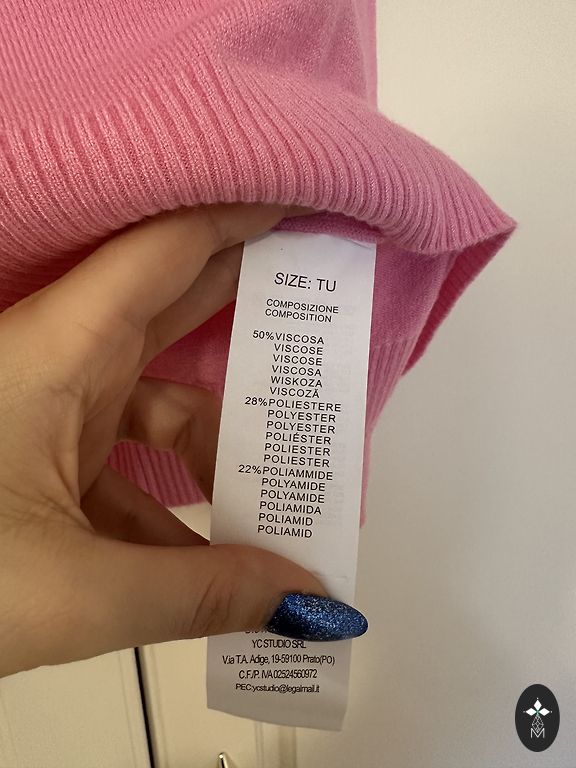 SIZE: TU
COMPOSIZIONE
COMPOSITION
50%VISCOSA
VISCOSE
VISCOSE
VISCOSA
WISKOZA
VISCOZĂ
28%POLIESTERE
POLYESTER
POLYESTER
POLIÉSTER
POLIESTER
POLIESTER
22%POLIAMMIDE
POLYAMIDE
POLYAMIDE
POLIAMIDA
POLIAMID
POLIAMID
YC STUDIO SRL
V.ia T.A. Adige, 19-59100 Prato(PO)
C.F./P. IVA 02524560972
PEC:ycstudio@legalmail.it
M